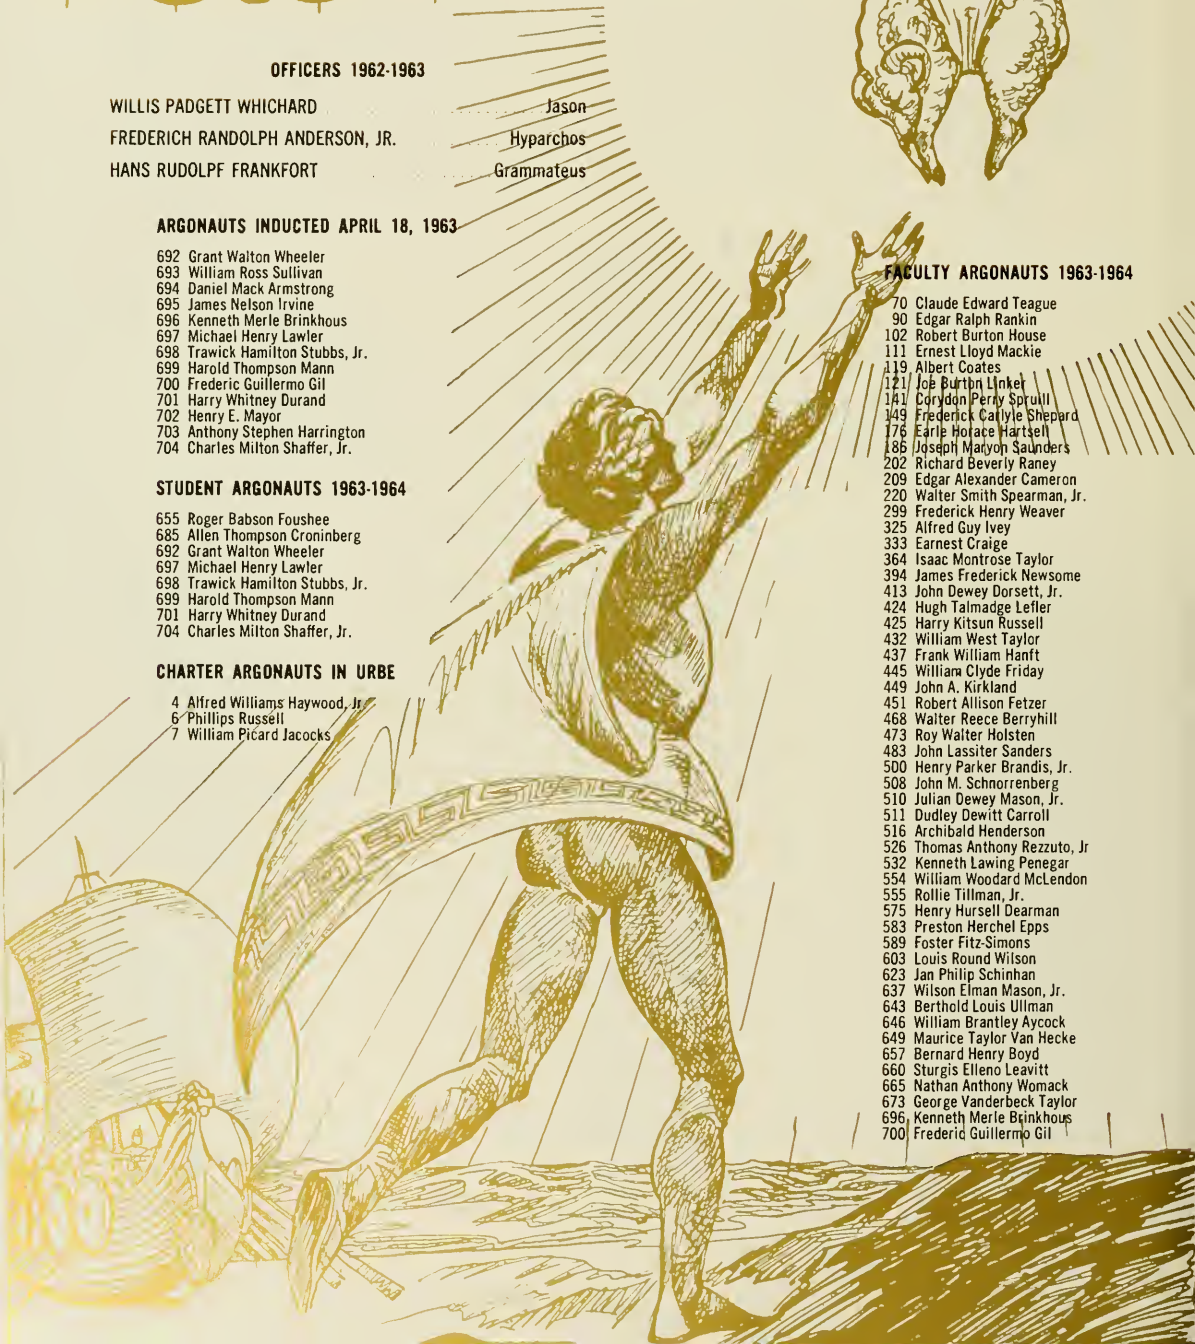 OFFICERS 1962-1963
WILLIS PADGETT WHICHARD Jason
FREDERICH RANDOLPH ANDERSON, JR. Hyparchos
HANS RUDOLPF FRANKFORT Grammateus
ARGONAUTS INDUCTED APRIL 18, 1963
692 Grant Walton Wheeler
693 William Ross Sullivan
694 Daniel Mack Armstrong
695 James Nelson Irvine
696 Kenneth Merle Brinkhous
697 Michael Henry Lawler
698 Trawick Hamilton Stubbs, Jr.
699 Harold Thompson Mann
700 Frederic Guillermo Gil
701 Harry Whitney Durand
702 Henry E. Mayor
703 Anthony Stephen Harrington
704 Charles Milton Shaffer, Jr.
STUDENT ARGONAUTS 1963-1964
655 Roger Babson Foushee
685 Allen Thompson Croninberg
692 Grant Walton Wheeler
697 Michael Henry Lawler
698 Trawick Hamilton Stubbs, Jr.
699 Harold Thompson Mann
701 Harry Whitney Durand
704 Charles Milton Shaffer, Jr.
CHARTER ARGONAUTS IN URBE
4 Alfred Williams Haywood, Jr.
6 Phillips Russell
7 William Picard Jacocks
FACULTY ARGONAUTS 1963-1964
70 Claude Edward Teague
90 Edgar Ralph Rankin
102 Robert Burton House
111 Ernest Lloyd Mackie
119 Albert Coates
121 Joe Burton Linker
141 Corydon Perry Spruill
149 Frederick Carlyle Shepard
176 Earle Horace Hartsell
186 Joseph Maryon Saunders
202 Richard Beverly Raney
209 Edgar Alexander Cameron
220 Walter Smith Spearman, Jr.
299 Frederick Henry Weaver
325 Alfred Guy Ivey
333 Earnest Craige
364 Isaac Montrose Taylor
394 James Frederick Newsome
413 John Dewey Dorsett, Jr.
424 Hugh Talmadge Lefler
425 Harry Kitsun Russell
432 William West Taylor
437 Frank William Hanft
445 William Clyde Friday
449 John A. Kirkland
451 Robert Allison Fetzer
468 Walter Reece Berryhill
473 Roy Walter Holsten
483 John Lassiter Sanders
500 Henry Parker Brandis, Jr.
508 John M. Schnorrenberg
510 Julian Dewey Mason, Jr.
511 Dudley Dewitt Carroll
516 Archibald Henderson
526 Thomas Anthony Rezzuto, Jr
532 Kenneth Lawing Penegar
554 William Woodard McLendon
555 Rollie Tillman, Jr.
575 Henry Hursell Dearman
583 Preston Herchel Epps
589 Foster Fitz-Simons
603 Louis Round Wilson
623 Jan Philip Schinhan
637 Wilson Elman Mason, Jr.
643 Berthold Louis Ullman
646 William Brantley Aycock
649 Maurice Taylor Van Hecke
657 Bernard Henry Boyd
660 Sturgis Elleno Leavitt
665 Nathan Anthony Womack
673 George Vanderbeck Taylor
696 Kenneth Merle Brinkhous
700 Frederic Guillermo Gil